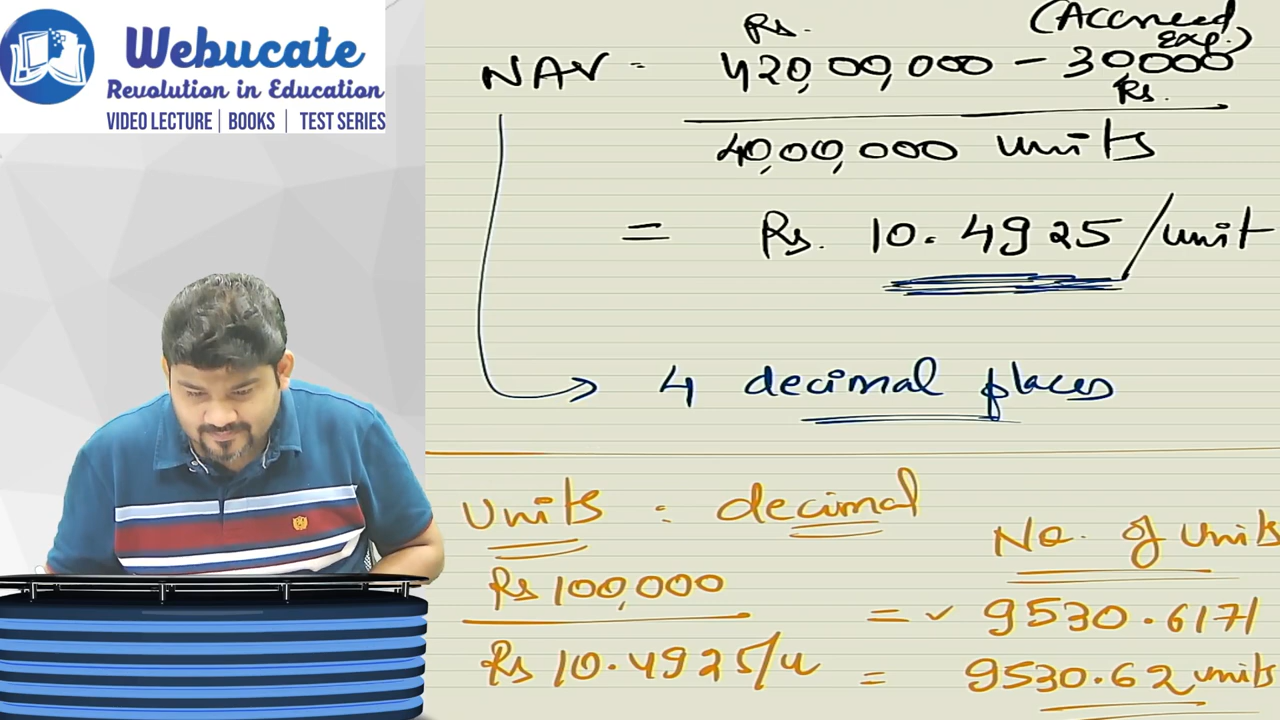 Webucate
Revolution in Education
VIDEO LECTURE | BOOKS | TEST SERIES
Rs. (Accrued Exp.)
NAV = 420,00,000 - 30000 Rs.
40,00,000 units
= Rs. 10.4925/unit
4 decimal places
Units : decimal
No. of units
Rs 100,000
= 9530.6171
Rs 10.4925/u
= 9530.62 units